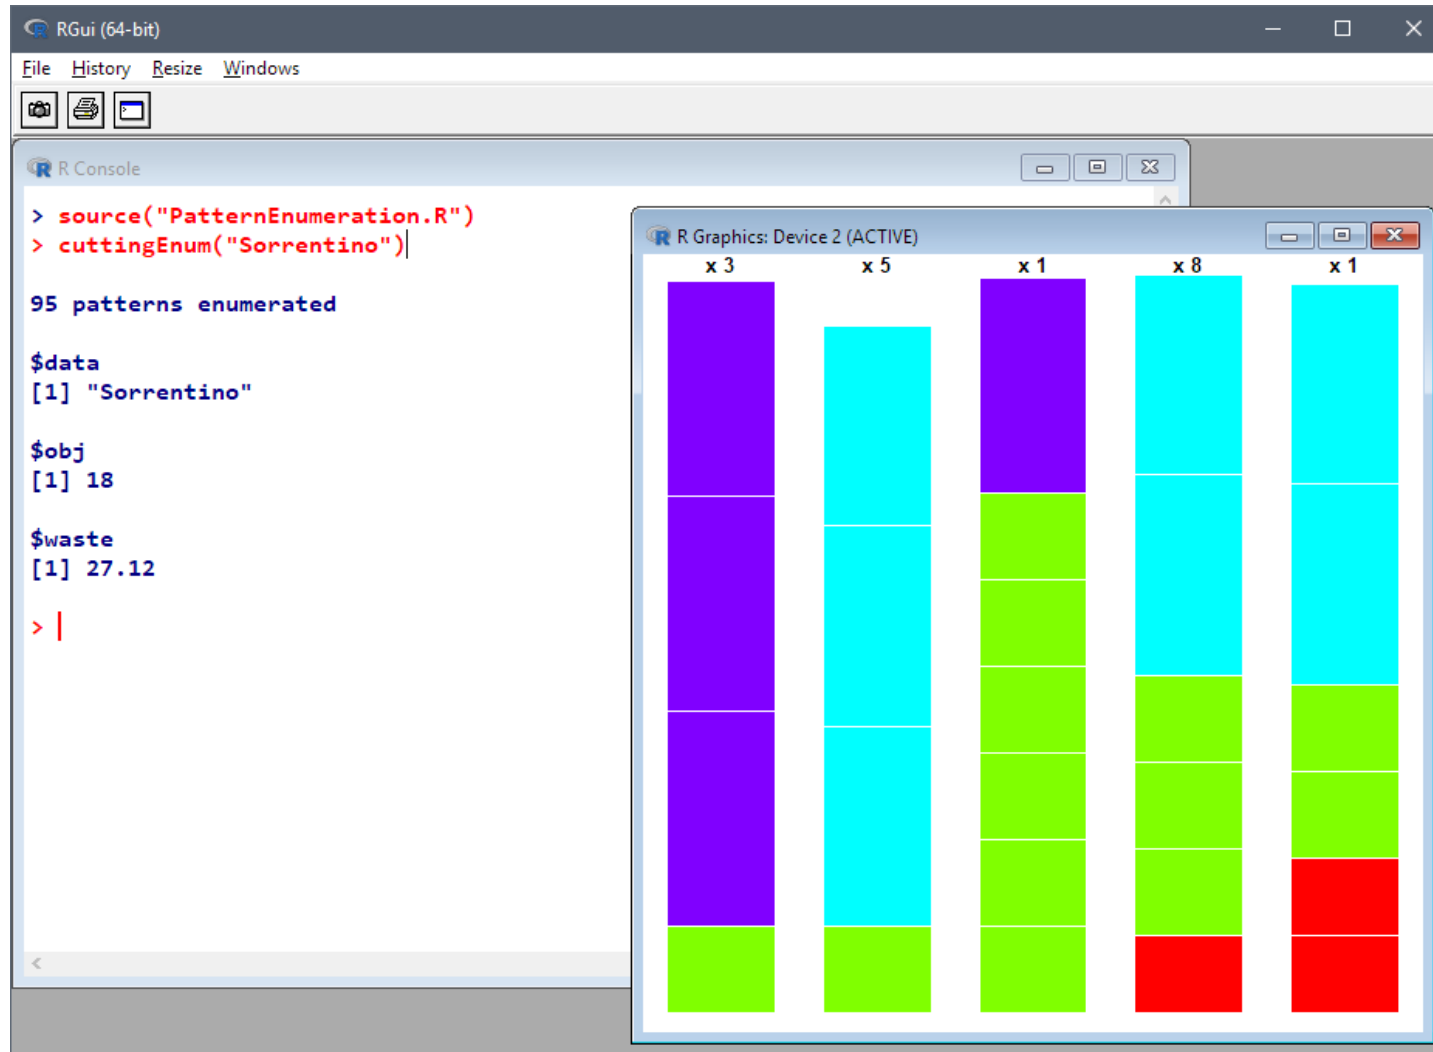 RGui (64-bit)
File History Resize Windows
R Console
> source("PatternEnumeration.R")
> cuttingEnum("Sorrentino")
95 patterns enumerated
$data
[1] "Sorrentino"
$obj
[1] 18
$waste
[1] 27.12
>
R Graphics: Device 2 (ACTIVE)
x 3 x 5 x 1 x 8 x 1